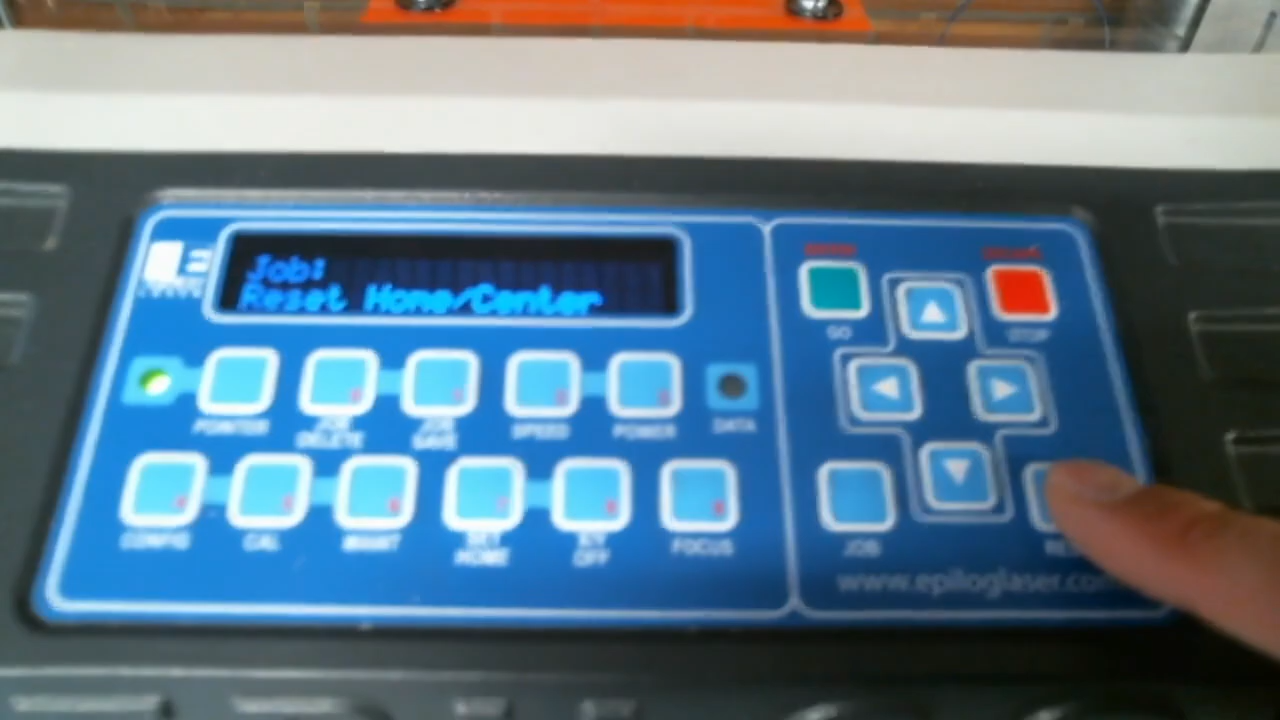 Job:
Reset Home/Center
GO
STOP
POINTER
JOB
DELETE
JOB
SAVE
SPEED
POWER
DATA
CONFIG
CAL
MAINT
SET
HOME
X/Y
OFF
FOCUS
JOB
www.epiloglaser.com